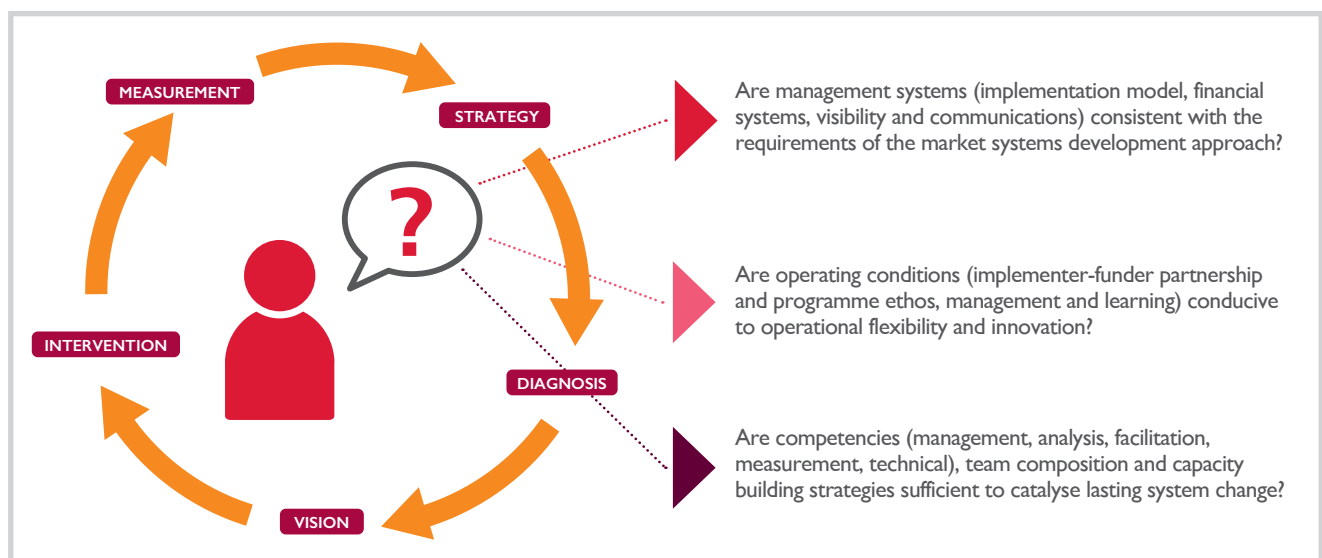 MEASUREMENT
STRATEGY
?
INTERVENTION
DIAGNOSIS
VISION
Are management systems (implementation model, financial
systems, visibility and communications) consistent with the
requirements of the market systems development approach?
Are operating conditions (implementer-funder partnership
and programme ethos, management and learning) conducive
to operational flexibility and innovation?
Are competencies (management, analysis, facilitation,
measurement, technical), team composition and capacity
building strategies sufficient to catalyse lasting system change?